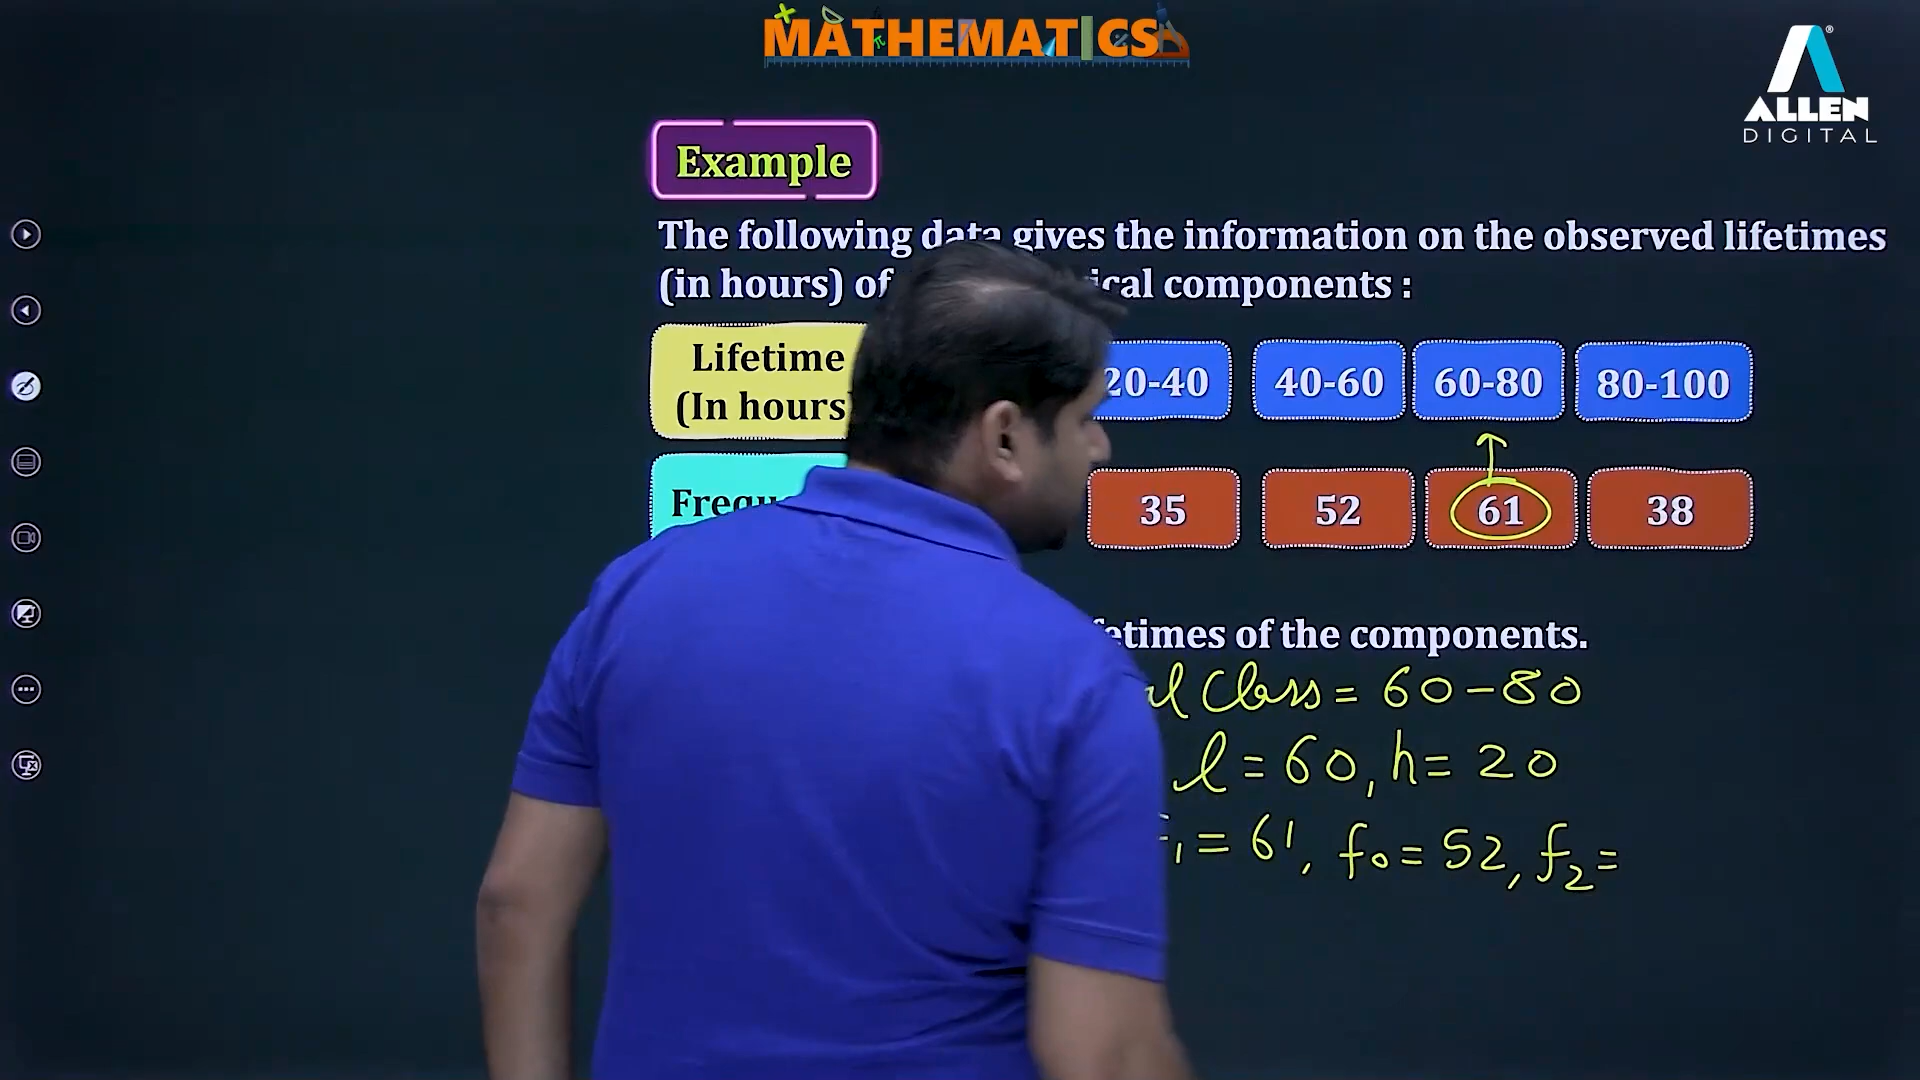 MATHEMATICS
ALLEN
DIGITAL
Example
The following data gives the information on the observed lifetimes
(in hours) of components :
Lifetime
(In hours
20-40 40-60 60-80 80-100
35 52 61 38
of the components.
Class = 60-80
l = 60, h = 20
= 61, f0 = 52, f2 =